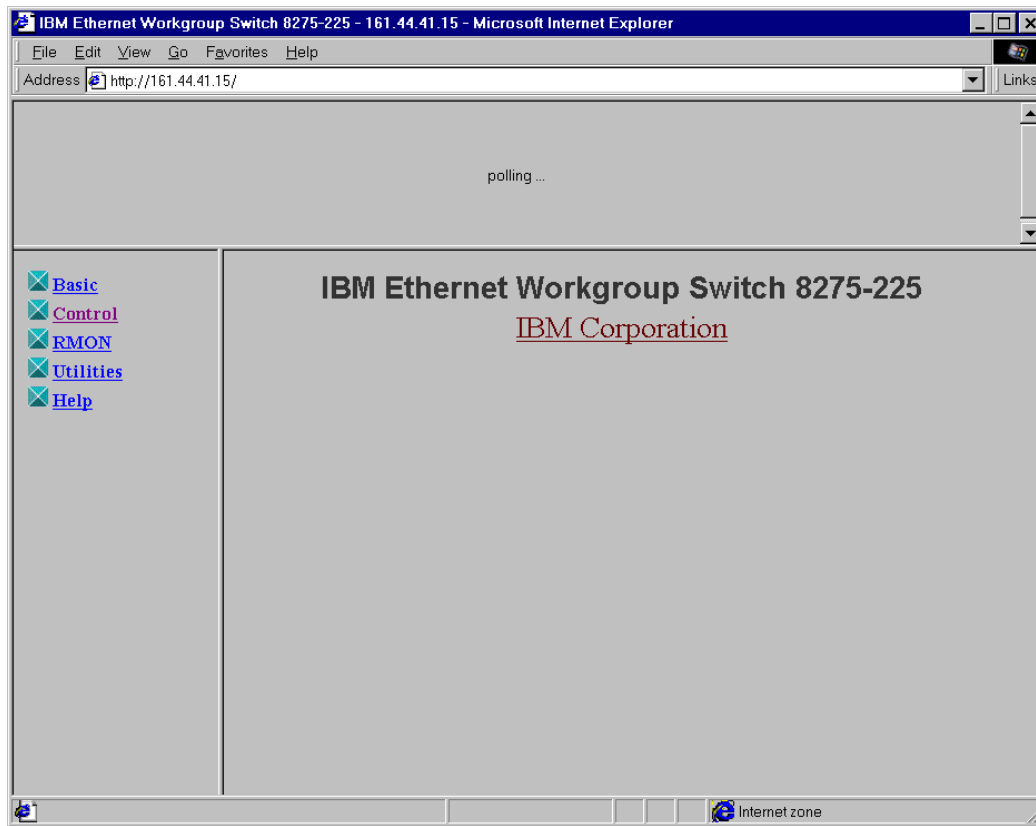 IBM Ethernet Workgroup Switch 8275-225 - 161.44.41.15 - Microsoft Internet Explorer
File Edit View Go Favorites Help
Address http://161.44.41.15/ Links
polling ...
Basic
Control
RMON
Utilities
Help
IBM Ethernet Workgroup Switch 8275-225
IBM Corporation
Internet zone